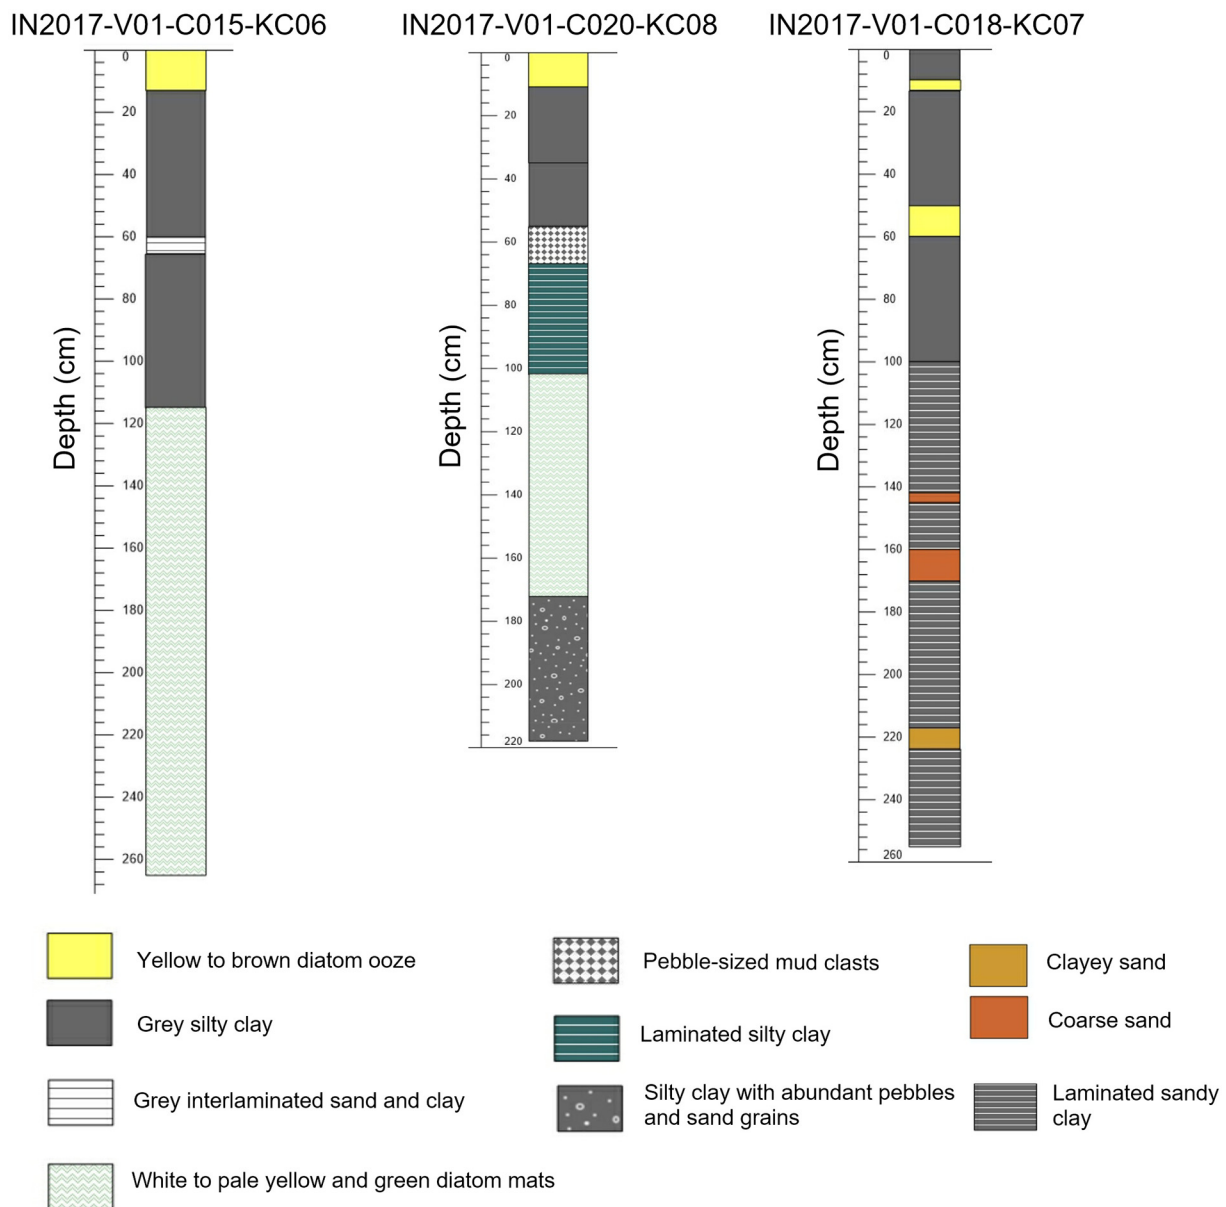 IN2017-V01-C015-KC06
IN2017-V01-C020-KC08
IN2017-V01-C018-KC07
Depth (cm)
0
20
40
60
80
100
120
140
160
180
200
220
240
260
Depth (cm)
0
20
40
60
80
100
120
140
160
180
200
220
Depth (cm)
0
20
40
60
80
100
120
140
160
180
200
220
240
260
Yellow to brown diatom ooze
Grey silty clay
Grey interlaminated sand and clay
White to pale yellow and green diatom mats
Pebble-sized mud clasts
Laminated silty clay
Silty clay with abundant pebbles
and sand grains
Clayey sand
Coarse sand
Laminated sandy
clay